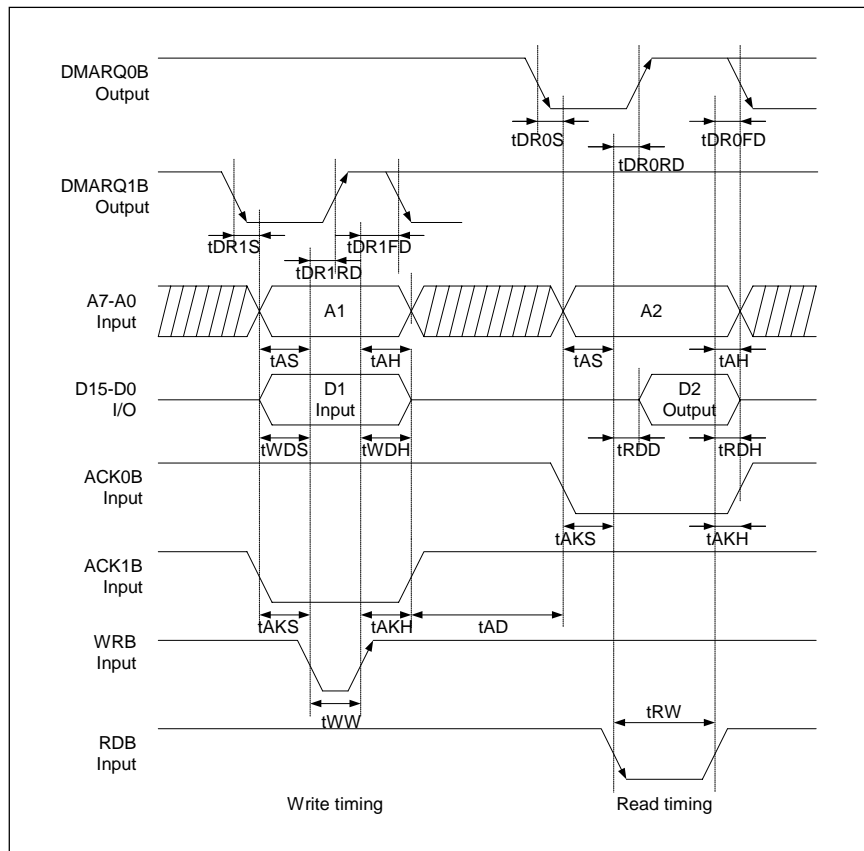 DMARQ0B
Output
tDR0S
tDR0FD
tDR0RD
DMARQ1B
Output
tDR1S
tDR1FD
tDR1RD
A7-A0
Input
A1
A2
tAS
tAH
tAS
tAH
D15-D0
I/O
D1
Input
D2
Output
tWDS
tWDH
tRDD
tRDH
ACK0B
Input
tAKS
tAKH
ACK1B
Input
tAKS
tAKH
tAD
WRB
Input
tWW
tRW
RDB
Input
Write timing
Read timing